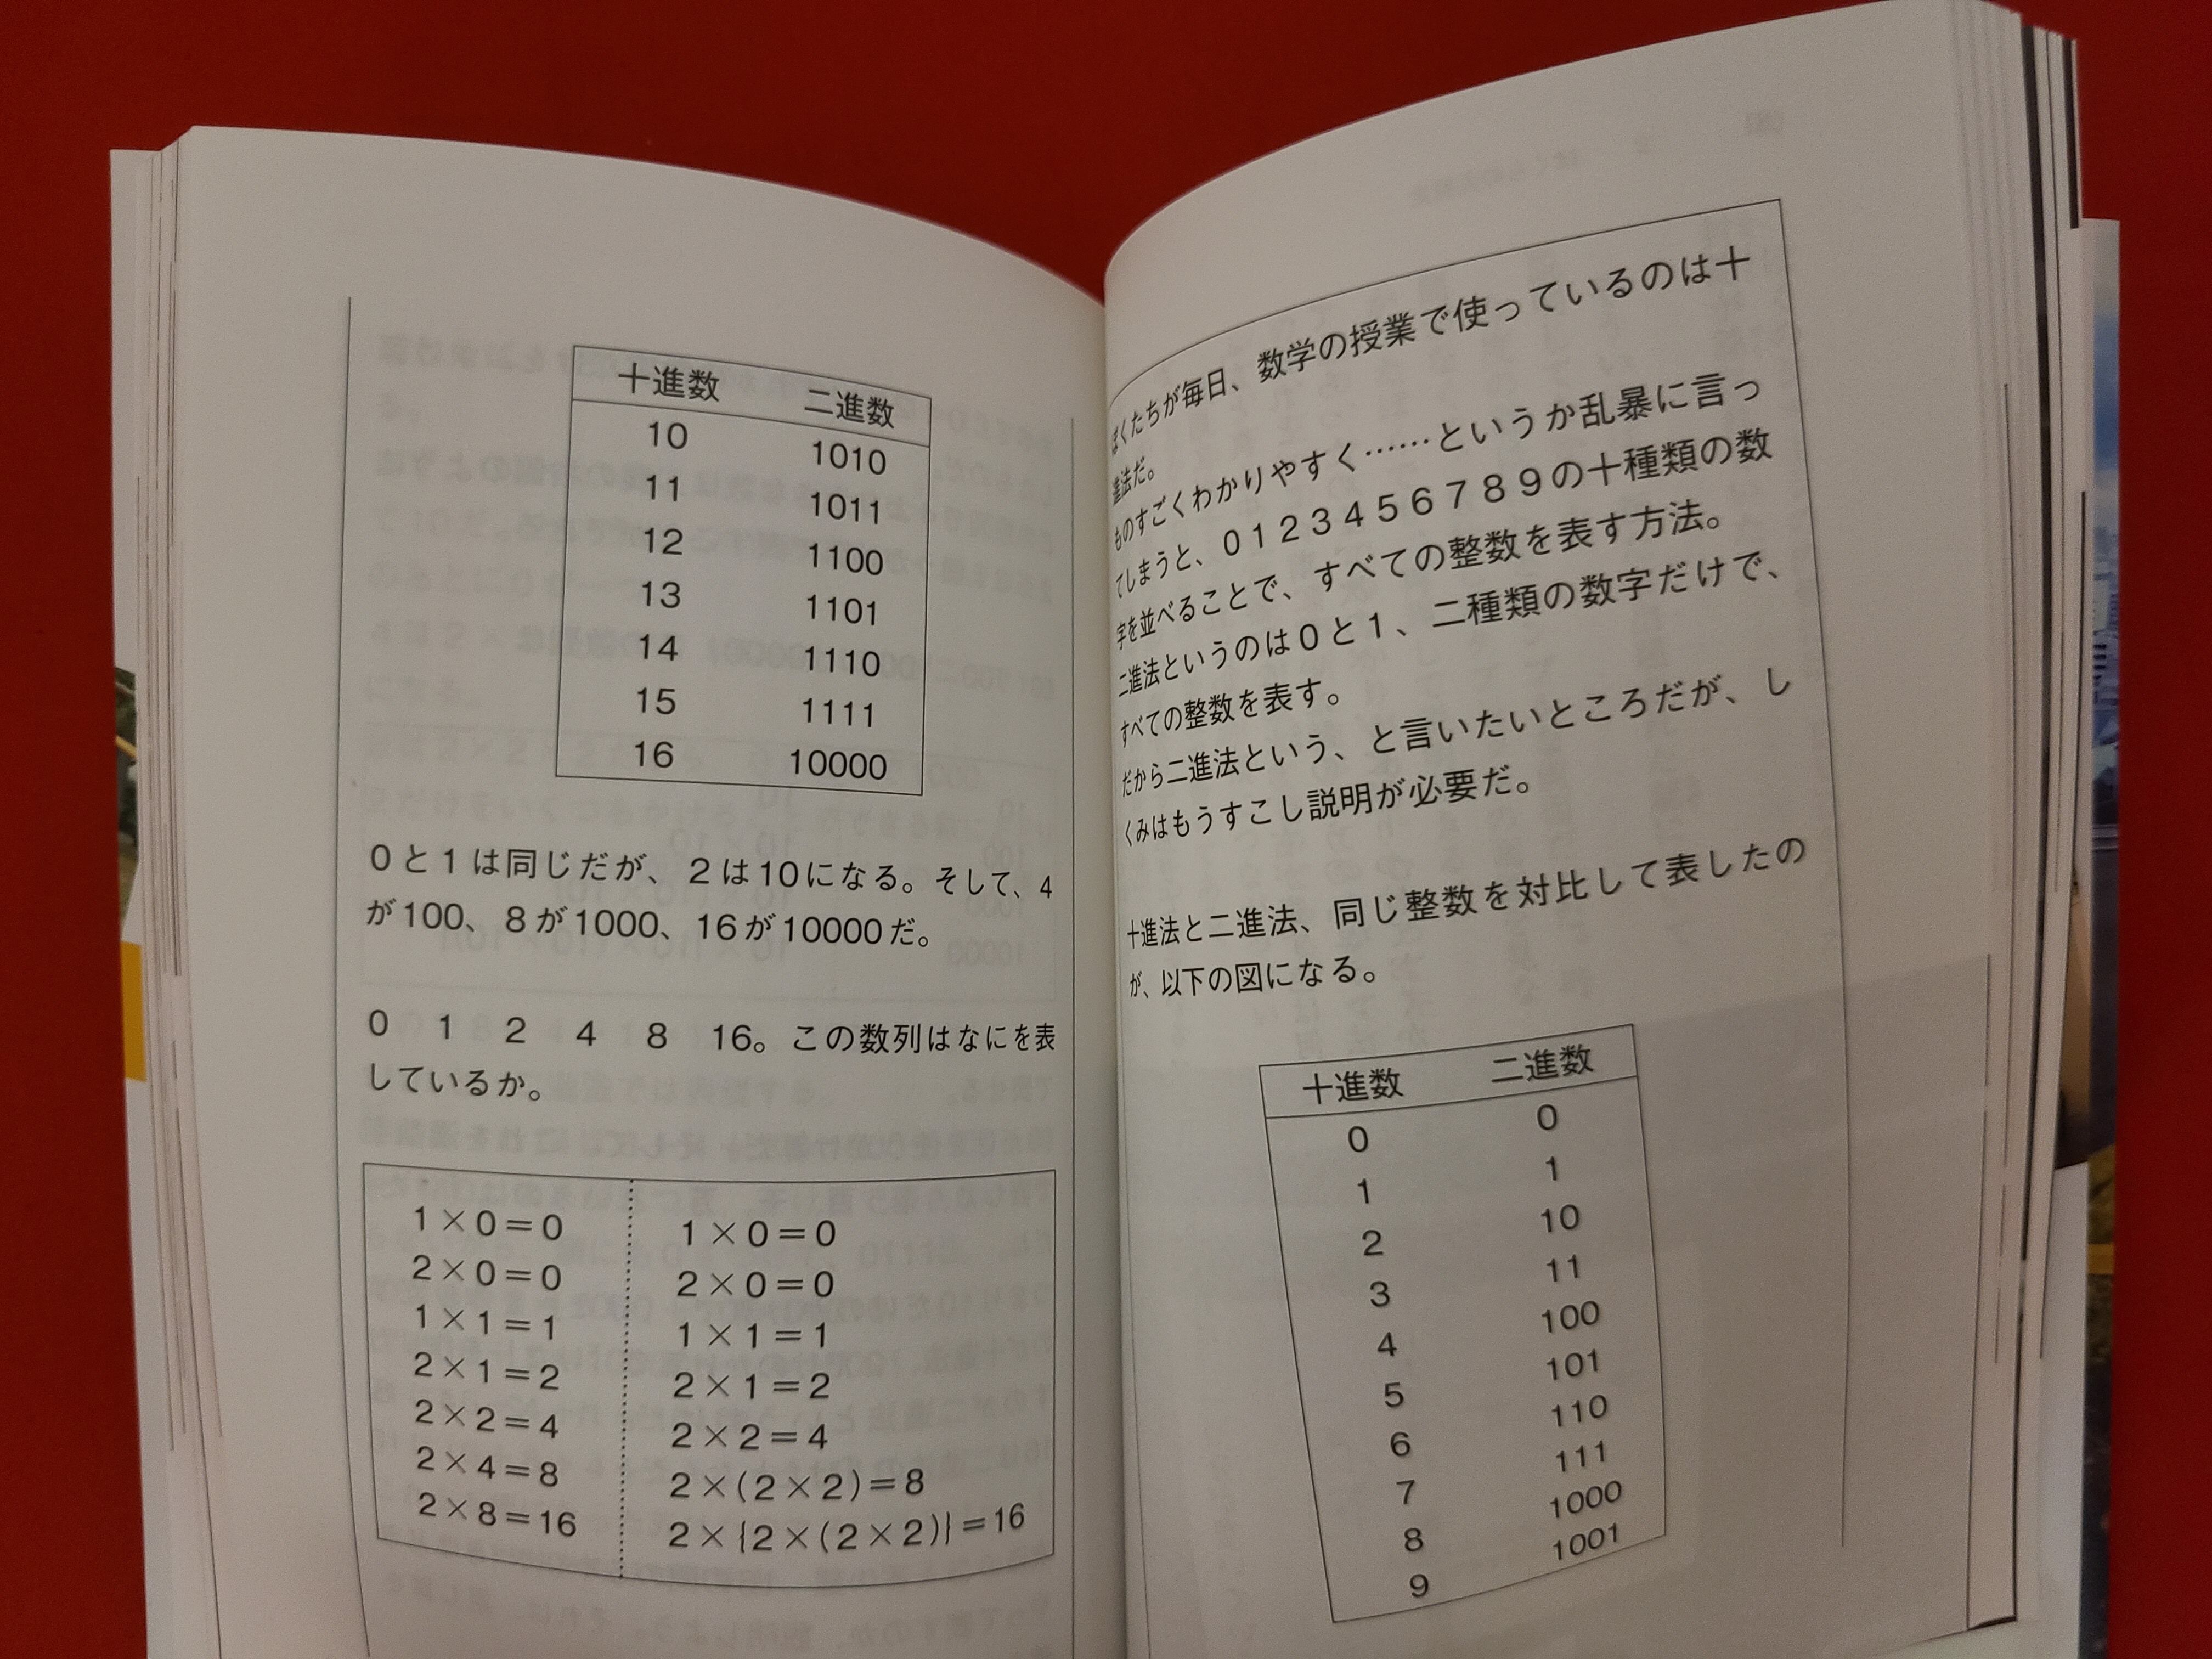 ぼくたちが毎日、数学の授業で使っているのは十
進法だ。
ものすごくわかりやすく……というか乱暴に言っ
てしまうと、0 1 2 3 4 5 6 7 8 9の十種類の数
字を並べることで、すべての整数を表す方法。
二進法というのは0と1、二種類の数字だけで、
すべての整数を表す。
だから二進法という、と言いたいところだが、し
くみはもうすこし説明が必要だ。
十進法と二進法、同じ整数を対比して表したの
が、以下の図になる。
十進数 二進数
0 0
1 1
2 10
3 11
4 100
5 101
6 110
7 111
8 1000
9 1001
十進数 二進数
10 1010
11 1011
12 1100
13 1101
14 1110
15 1111
16 10000
0と1は同じだが、2は10になる。そして、4
が100、8が1000、16が10000だ。
0 1 2 4 8 16。この数列はなにを表
しているか。
1×0=0 1×0=0
2×0=0 2×0=0
1×1=1 1×1=1
2×1=2 2×1=2
2×2=4 2×2=4
2×4=8 2×(2×2)=8
2×8=16 2×{2×(2×2)}=16